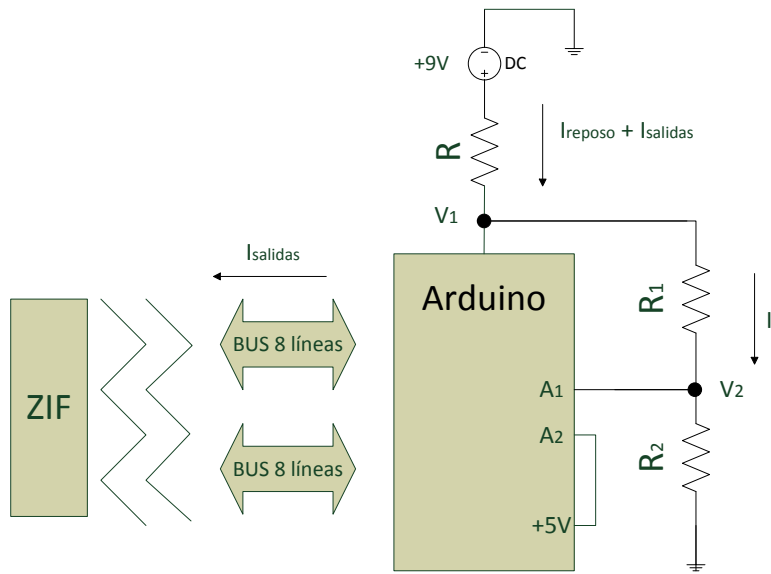 +9V
DC
R
Ireposo + Isalidas
V1
Isalidas
Arduino
R1
I
BUS 8 líneas
ZIF
A1
V2
A2
R2
BUS 8 líneas
+5V